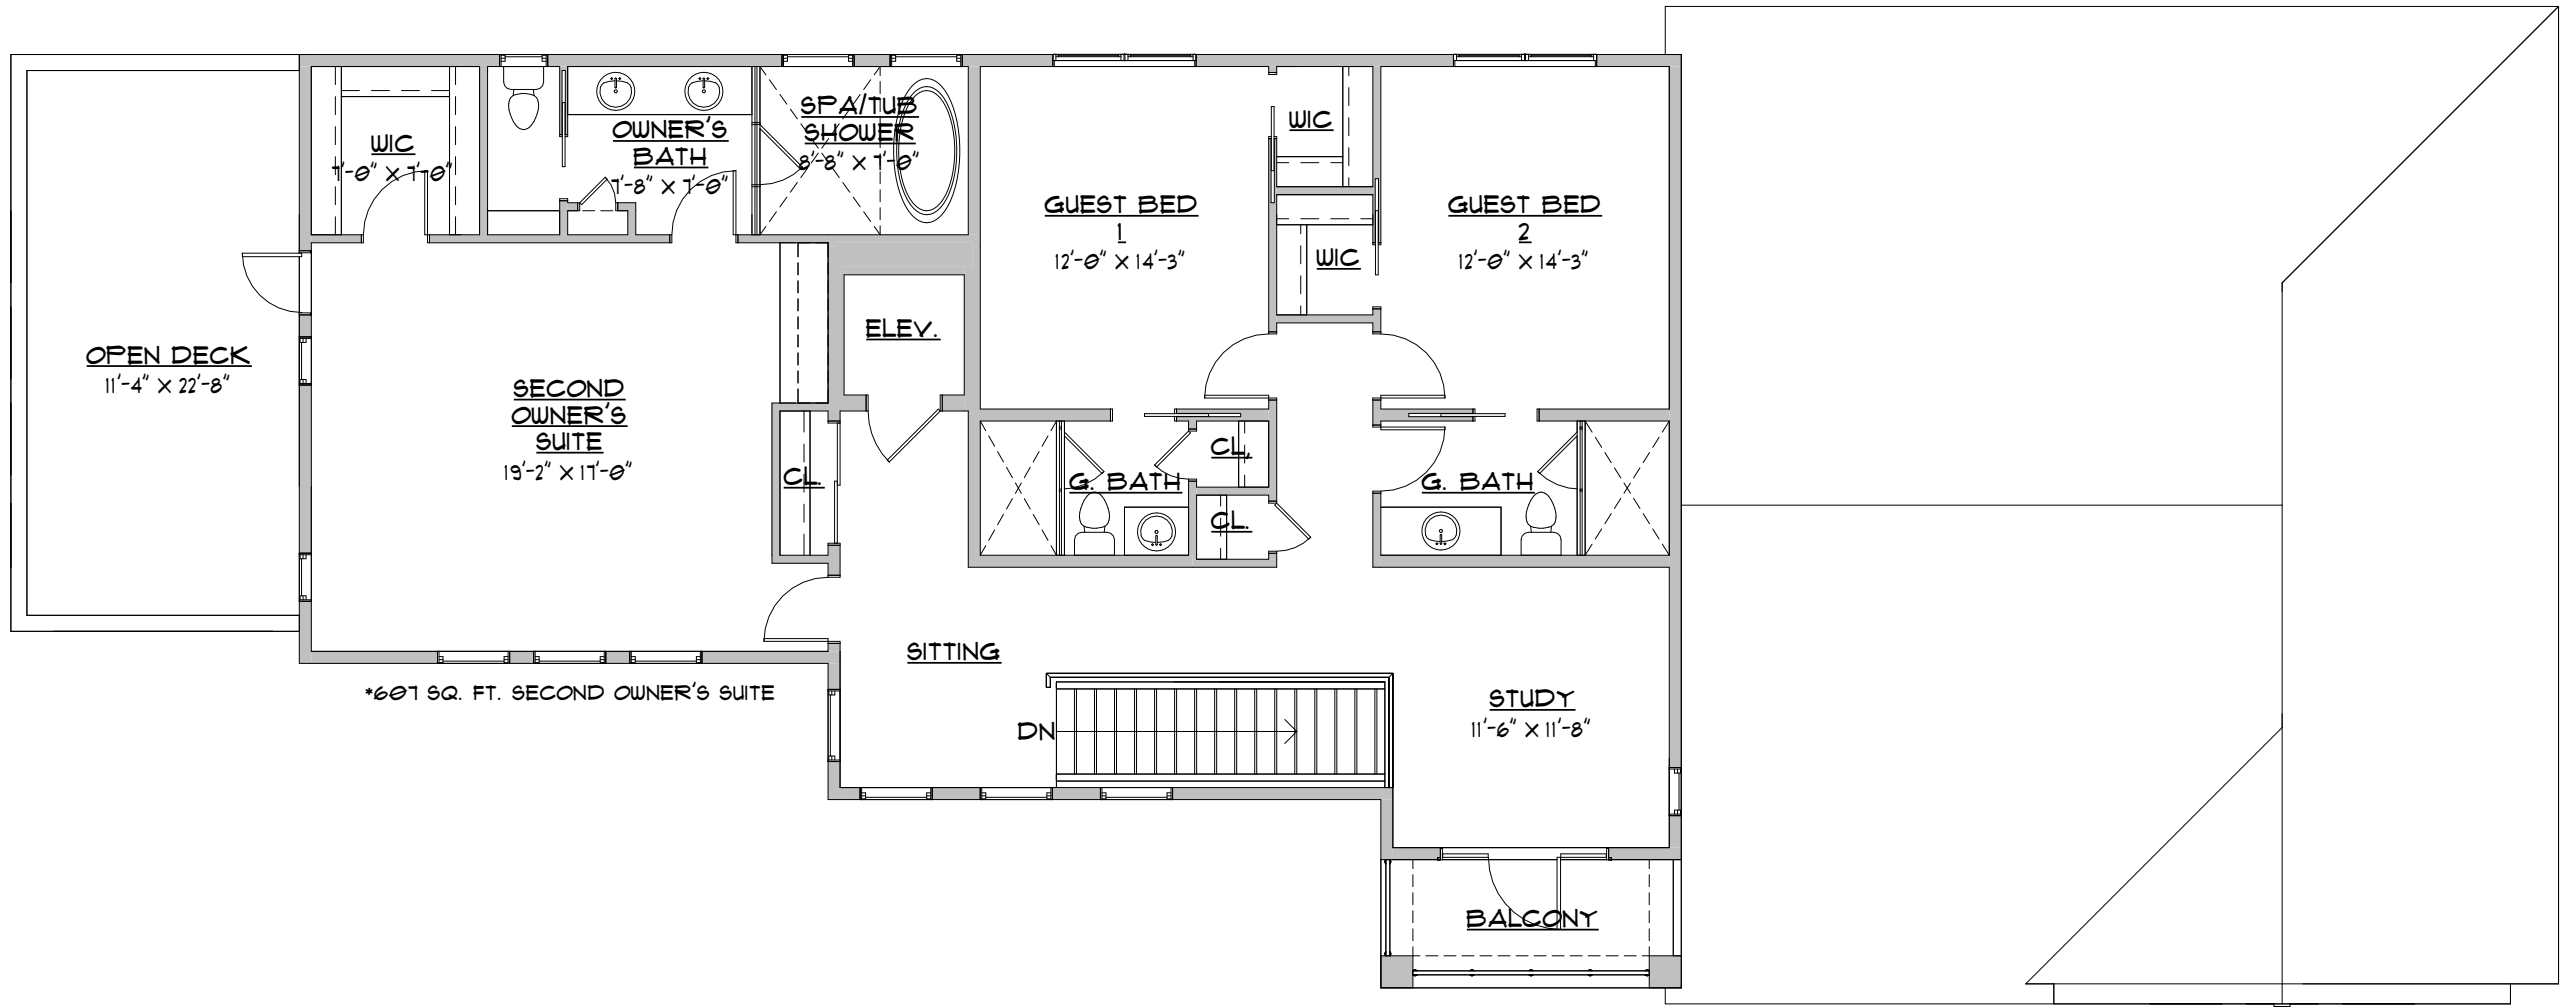 OPEN DECK
11'-4" X 22'-8"
WIC
7'-0" X 7'-0"
OWNER'S
BATH
7'-8" X 7'-0"
SPA/TUB
SHOWER
8'-8" X 7'-0"
SECOND
OWNER'S
SUITE
19'-2" X 17'-0"
ELEV.
CL.
*607 SQ. FT. SECOND OWNER'S SUITE
GUEST BED
1
12'-0" X 14'-3"
WIC
WIC
GUEST BED
2
12'-0" X 14'-3"
G. BATH
CL,
CL.
G. BATH
SITTING
DN
STUDY
11'-6" X 11'-8"
BALCONY